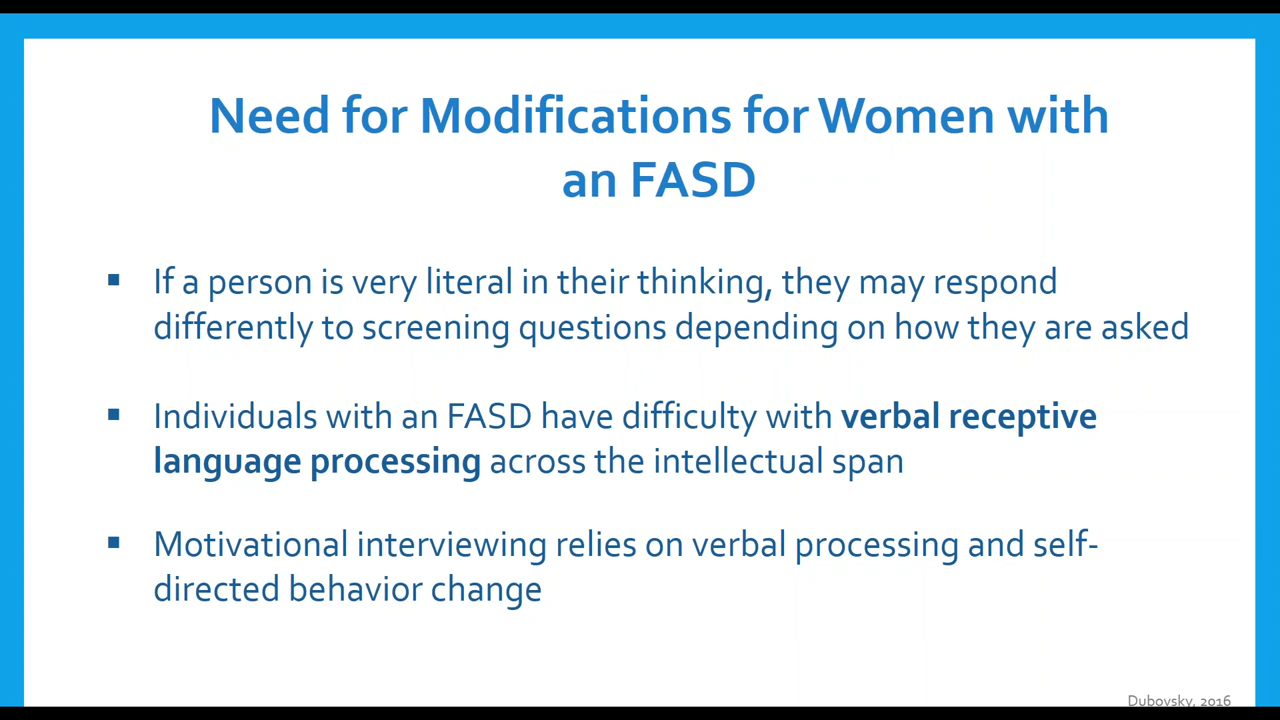 Need for Modifications for Women with
an FASD
▪ If a person is very literal in their thinking, they may respond
differently to screening questions depending on how they are asked
▪ Individuals with an FASD have difficulty with verbal receptive
language processing across the intellectual span
▪ Motivational interviewing relies on verbal processing and self-
directed behavior change
Dubovsky, 2016